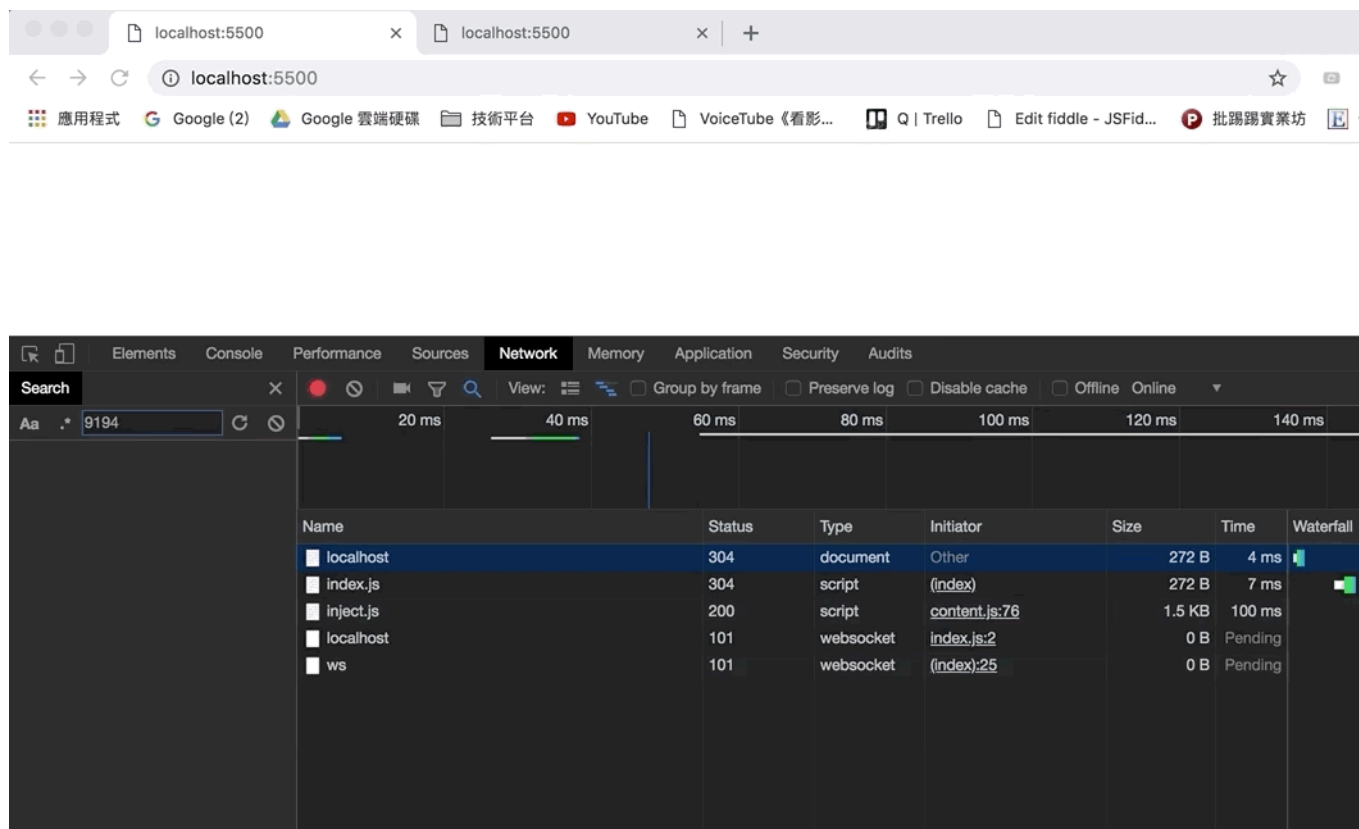 localhost:5500 localhost:5500
localhost:5500
應用程式 Google (2) Google 雲端硬碟 技術平台 YouTube VoiceTube《看影... Q | Trello Edit fiddle - JSFid... 批踢踢實業坊
Elements Console Performance Sources Network Memory Application Security Audits
Search View: Group by frame Preserve log Disable cache Offline Online
Aa .* 9194 20 ms 40 ms 60 ms 80 ms 100 ms 120 ms 140 ms
Name Status Type Initiator Size Time Waterfall
localhost 304 document Other 272 B 4 ms
index.js 304 script (index) 272 B 7 ms
inject.js 200 script content.js:76 1.5 KB 100 ms
localhost 101 websocket index.js:2 0 B Pending
ws 101 websocket (index):25 0 B Pending